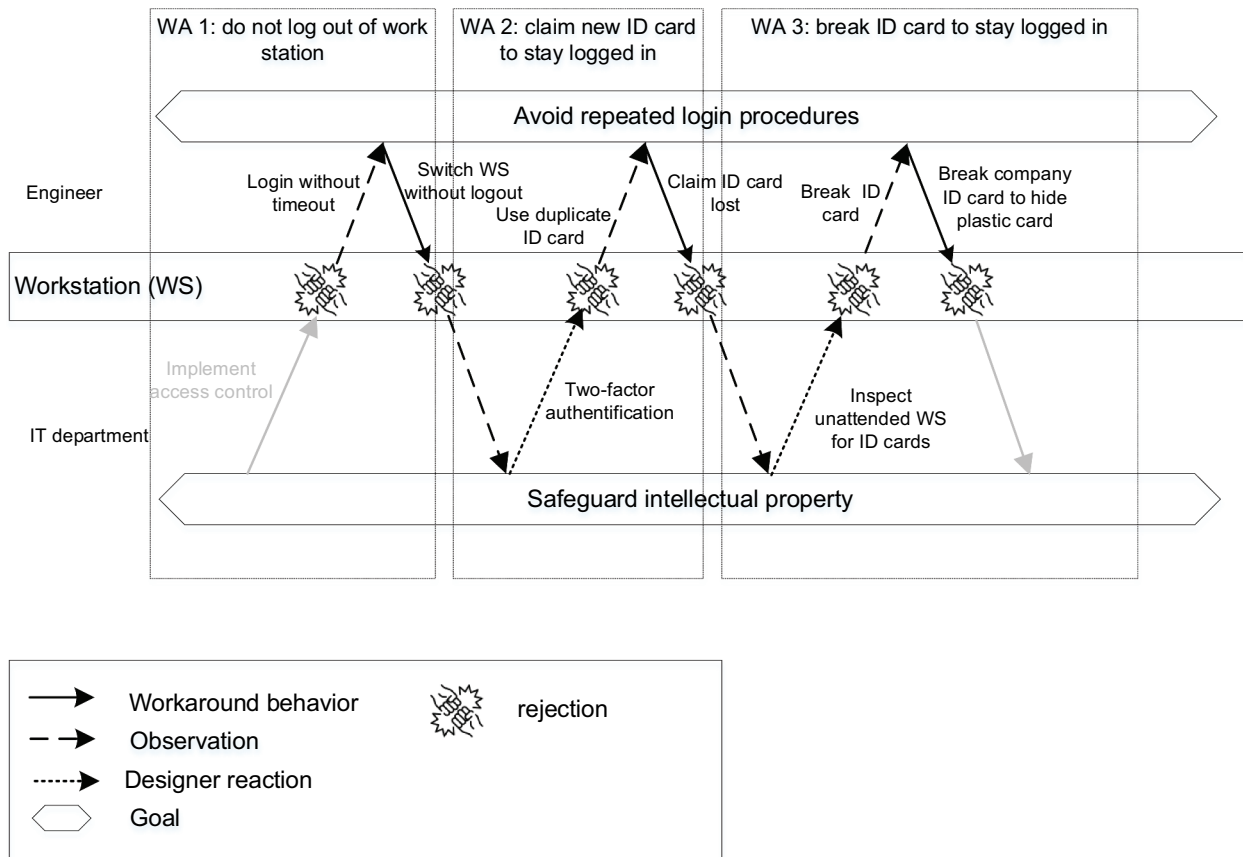 WA 1: do not log out of work
station
WA 2: claim new ID card
to stay logged in
WA 3: break ID card to stay logged in
Avoid repeated login procedures
Engineer
Login without
timeout
Switch WS
without logout
Use duplicate
ID card
Claim ID card
lost
Break ID
card
Break company
ID card to hide
plastic card
Workstation (WS)
Implement
access control
Two-factor
authentification
Inspect
unattended WS
for ID cards
IT department
Safeguard intellectual property
Workaround behavior
rejection
Observation
Designer reaction
Goal